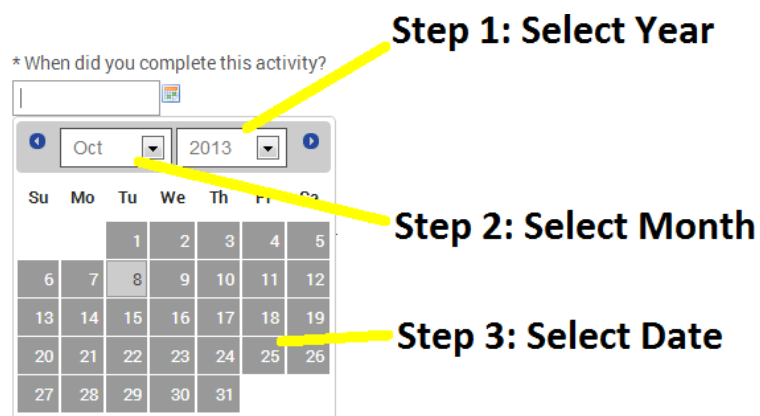 Step 1: Select Year
* When did you complete this activity?
Oct 2013
Su Mo Tu We Th Fr Sa
1 2 3 4 5
Step 2: Select Month
6 7 8 9 10 11 12
13 14 15 16 17 18 19
Step 3: Select Date
20 21 22 23 24 25 26
27 28 29 30 31